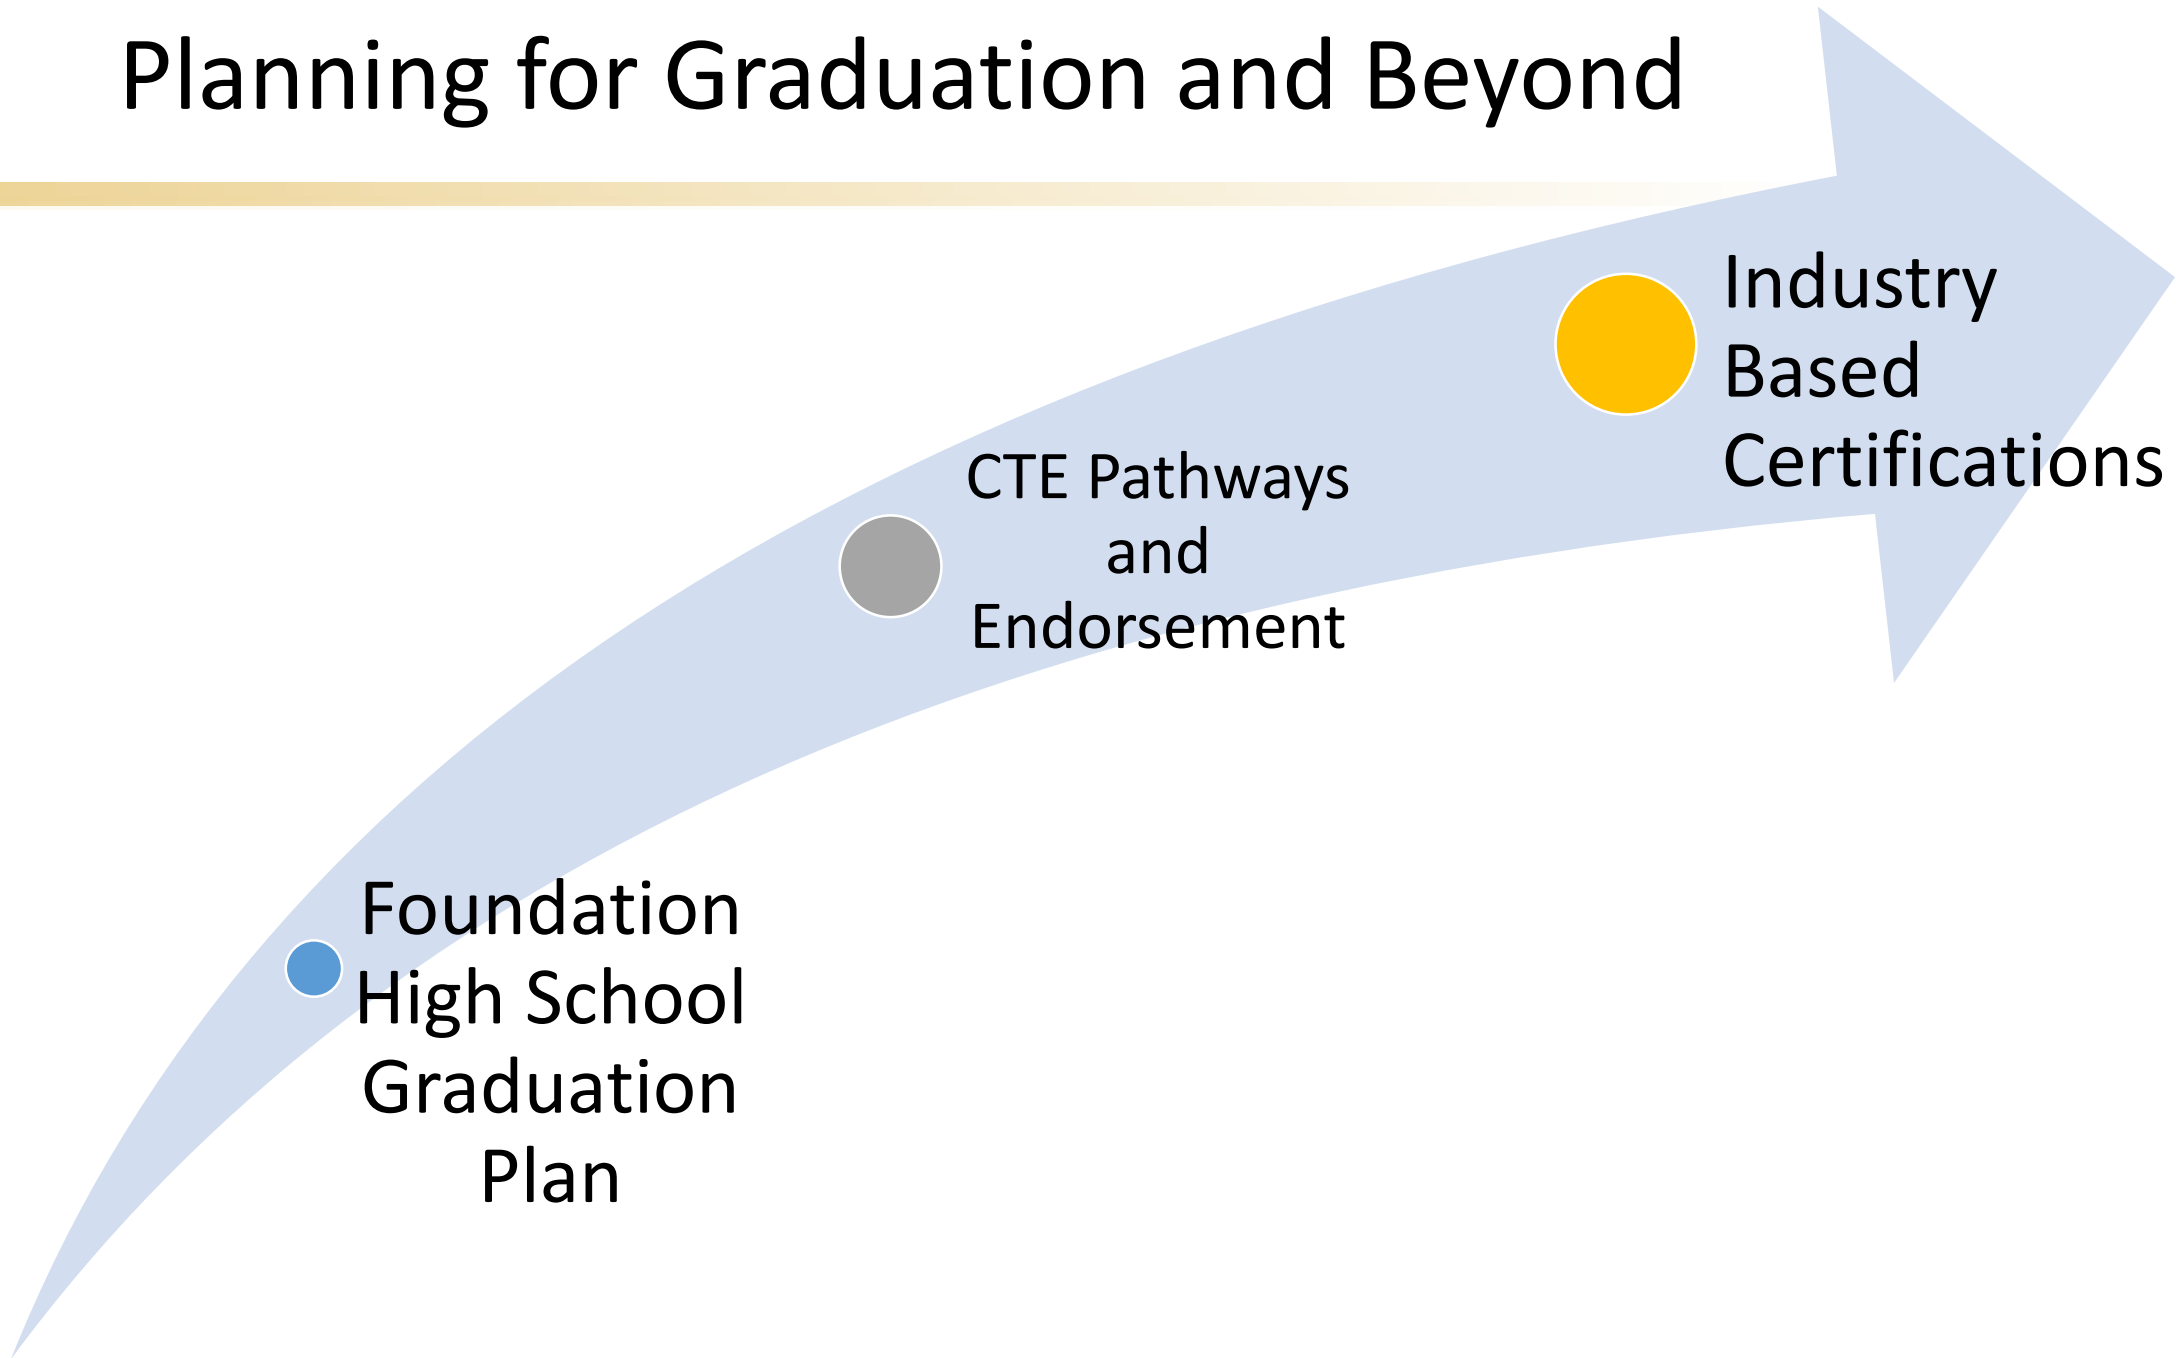 Planning for Graduation and Beyond
Industry
Based
Certifications
CTE Pathways
and
Endorsement
Foundation
High School
Graduation
Plan